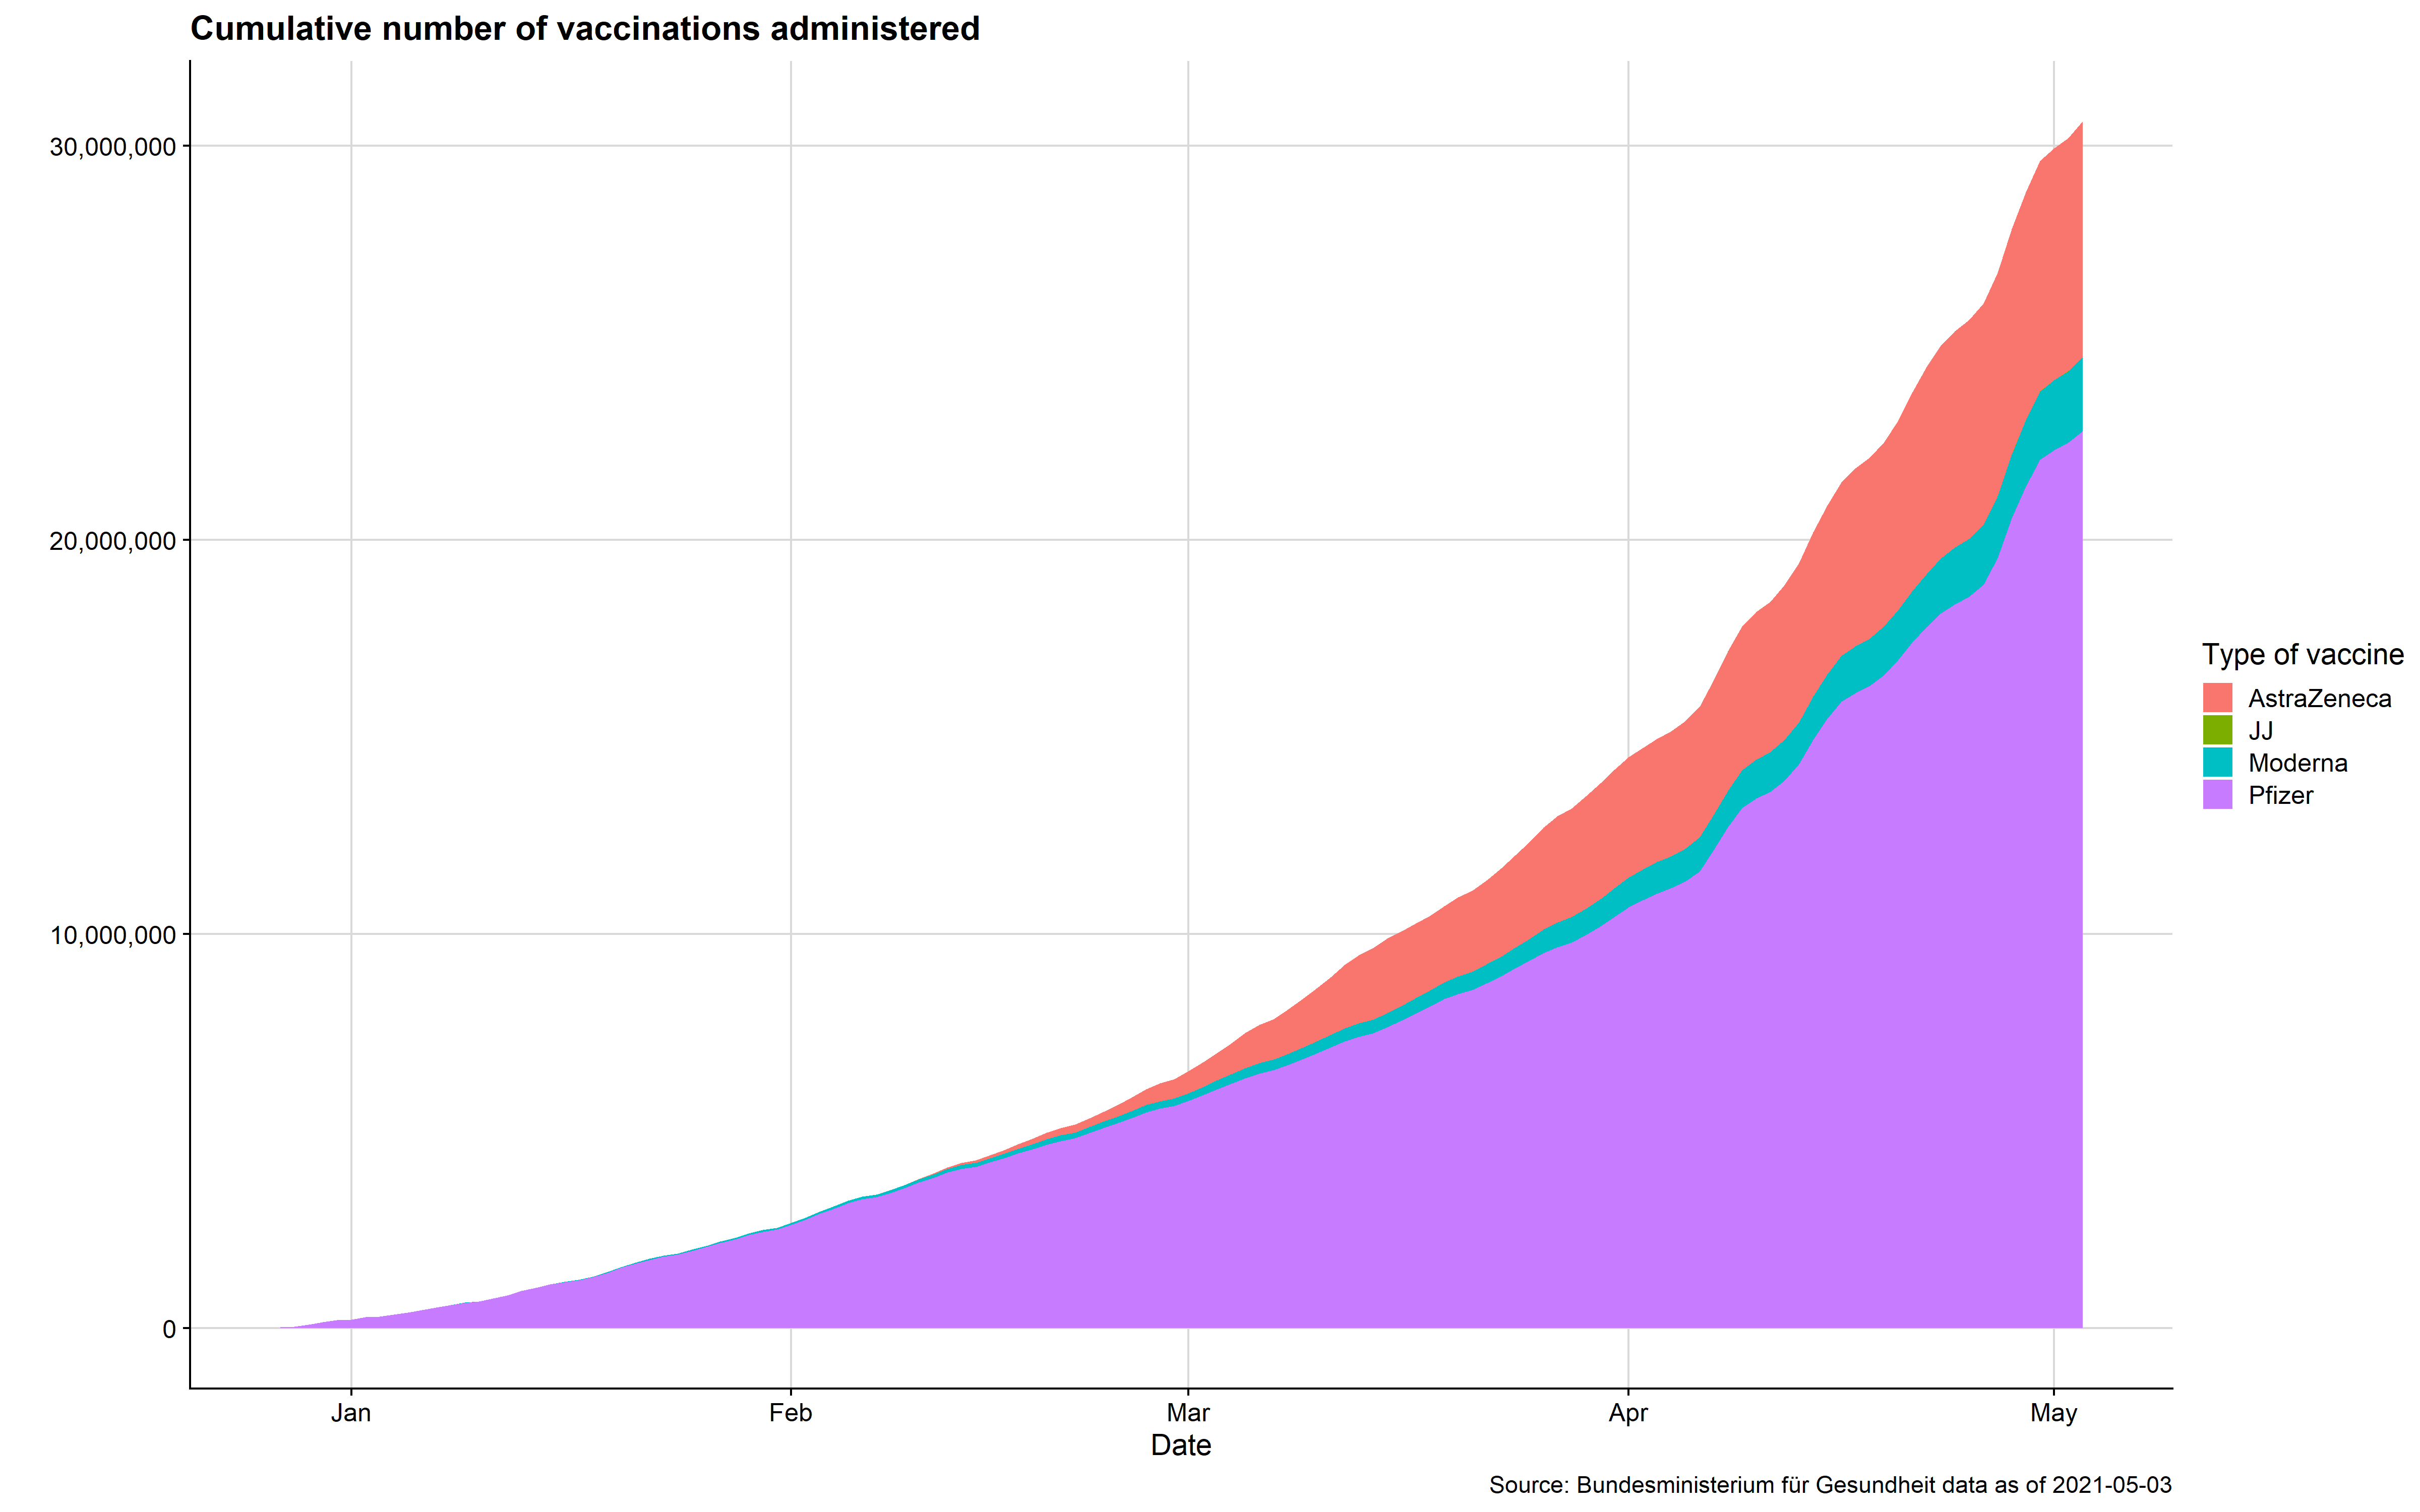 Cumulative number of vaccinations administered
30,000,000
20,000,000
10,000,000
0
Jan Feb Mar Apr May
Date
Type of vaccine
AstraZeneca
JJ
Moderna
Pfizer
Source: Bundesministerium für Gesundheit data as of 2021-05-03